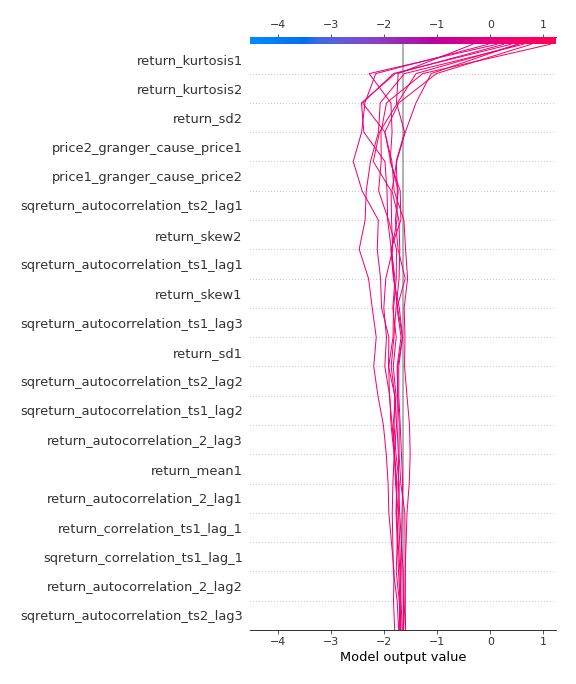 −4 −3 −2 −1 0 1
return_kurtosis1
return_kurtosis2
return_sd2
price2_granger_cause_price1
price1_granger_cause_price2
sqreturn_autocorrelation_ts2_lag1
return_skew2
sqreturn_autocorrelation_ts1_lag1
return_skew1
sqreturn_autocorrelation_ts1_lag3
return_sd1
sqreturn_autocorrelation_ts2_lag2
sqreturn_autocorrelation_ts1_lag2
return_autocorrelation_2_lag3
return_mean1
return_autocorrelation_2_lag1
return_correlation_ts1_lag_1
sqreturn_correlation_ts1_lag_1
return_autocorrelation_2_lag2
sqreturn_autocorrelation_ts2_lag3
−4 −3 −2 −1 0 1
Model output value